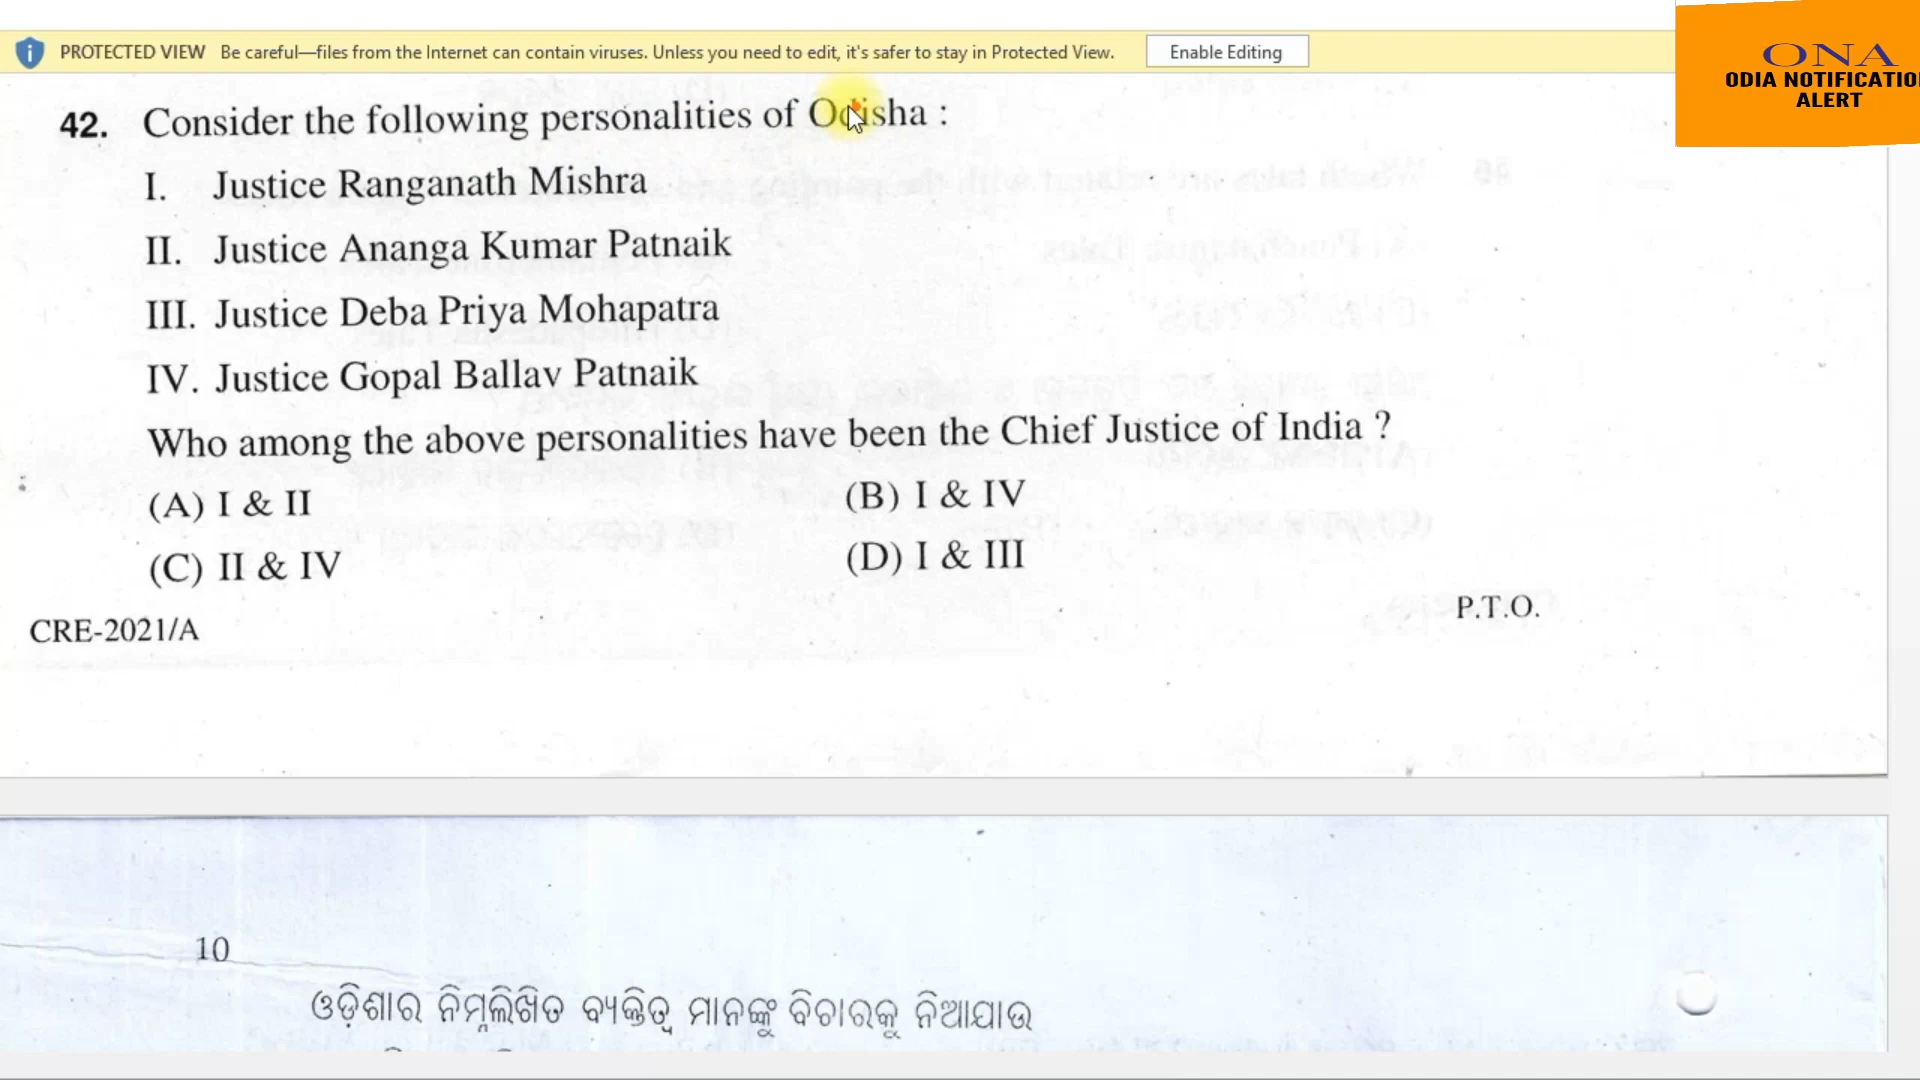 PROTECTED VIEW Be careful—files from the Internet can contain viruses. Unless you need to edit, it's safer to stay in Protected View. Enable Editing
ONA
ODIA NOTIFICATIO
ALERT
42. Consider the following personalities of Odisha :
I. Justice Ranganath Mishra
II. Justice Ananga Kumar Patnaik
III. Justice Deba Priya Mohapatra
IV. Justice Gopal Ballav Patnaik
Who among the above personalities have been the Chief Justice of India ?
(A) I & II (B) I & IV
(C) II & IV (D) I & III
P.T.O.
CRE-2021/A
10
ଓଡ଼ିଶାର ନିମ୍ନଲିଖିତ ବ୍ୟକ୍ତିତ୍ୱ ମାନଙ୍କୁ ବିଚାରକୁ ନିଆଯାଉ